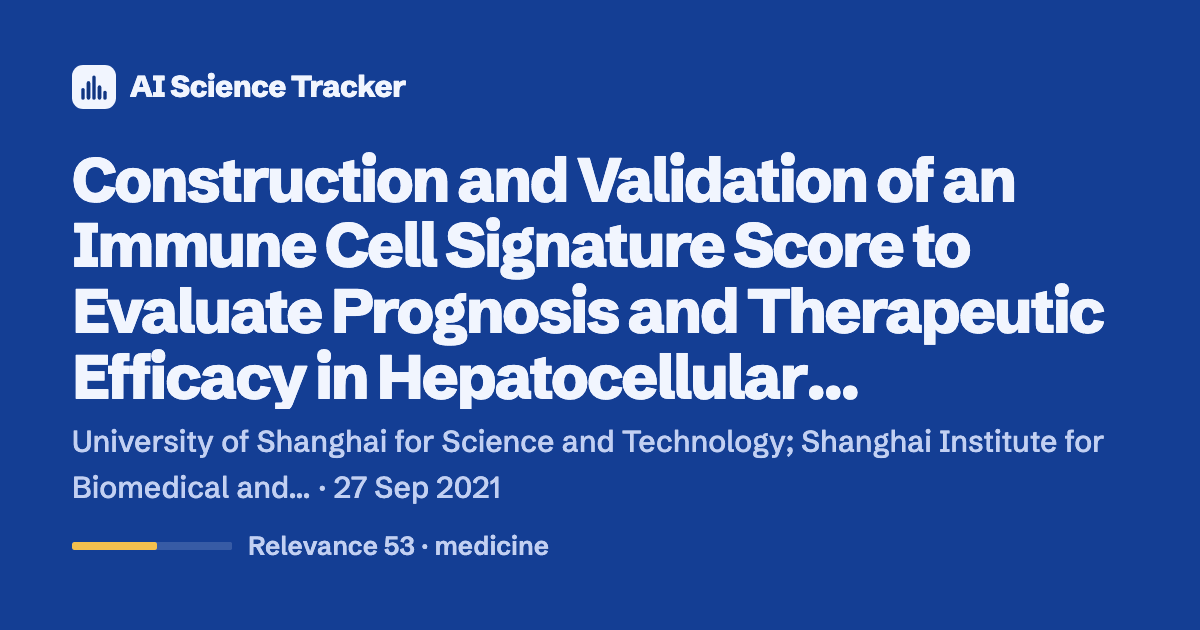 AI Science Tracker
Construction and Validation of an
Immune Cell Signature Score to
Evaluate Prognosis and Therapeutic
Efficacy in Hepatocellular...
University of Shanghai for Science and Technology; Shanghai Institute for
Biomedical and... · 27 Sep 2021
Relevance 53 · medicine